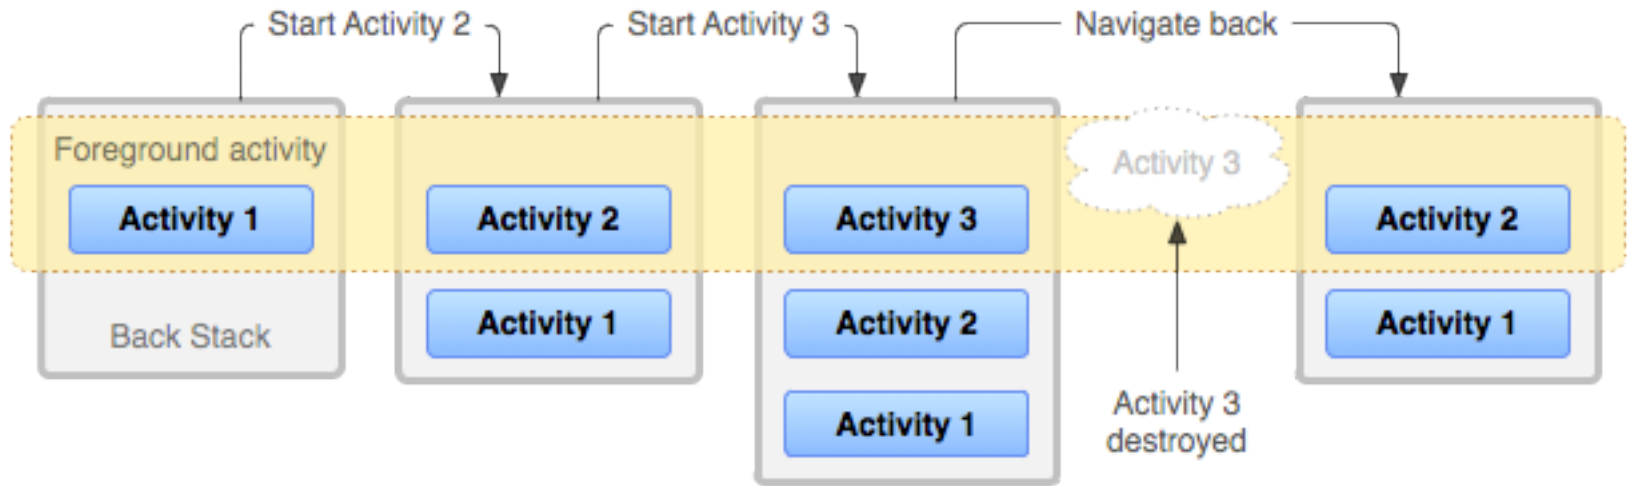 Start Activity 2
Start Activity 3
Navigate back
Foreground activity
Activity 3
Activity 1
Activity 2
Activity 3
Activity 2
Back Stack
Activity 1
Activity 2
Activity 1
Activity 1
Activity 3
destroyed